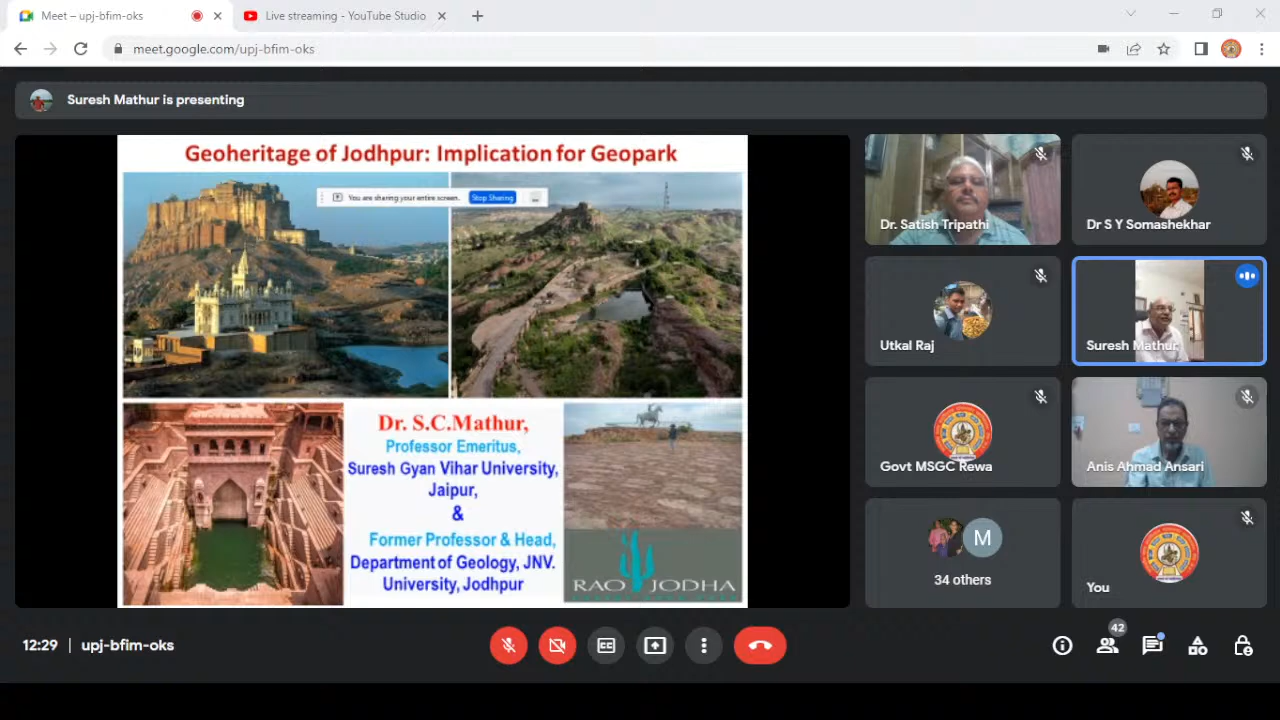 Meet – upj-bfim-oks
Live streaming - YouTube Studio
meet.google.com/upj-bfim-oks
Suresh Mathur is presenting
Geoheritage of Jodhpur: Implication for Geopark
You are sharing your entire screen.
Stop Sharing
Dr. S.C.Mathur,
Professor Emeritus,
Suresh Gyan Vihar University,
Jaipur,
&
Former Professor & Head,
Department of Geology, JNV.
University, Jodhpur
RAO JODHA
Dr. Satish Tripathi
Dr S Y Somashekhar
Utkal Raj
Suresh Mathur
Govt MSGC Rewa
Anis Ahmad Ansari
M
34 others
You
12:29 | upj-bfim-oks
CC
42